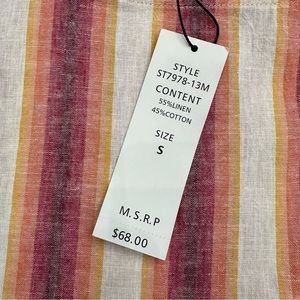 STYLE
ST7978-13M
CONTENT
55%LINEN
45%COTTON
SIZE
S
M.S.R.P
$68.00